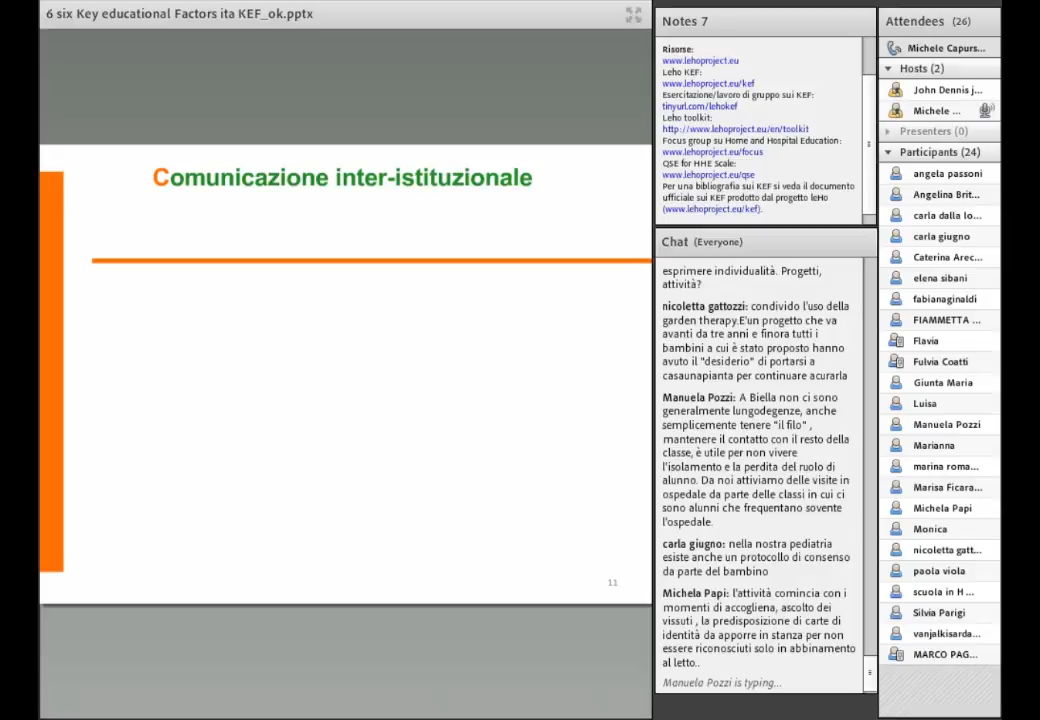 6 six Key educational Factors ita KEF_ok.pptx
Comunicazione inter-istituzionale
11
Notes 7
Risorse:
www.lehoproject.eu
Leho KEF:
www.lehoproject.eu/kef
Esercitazione/lavoro di gruppo sui KEF:
tinyurl.com/lehokef
Leho toolkit:
http://www.lehoproject.eu/en/toolkit
Focus group su Home and Hospital Education:
www.lehoproject.eu/focus
QSE for HHE Scale:
www.lehoproject.eu/qse
Per una bibliografia sui KEF si veda il documento
ufficiale sui KEF prodotto dal progetto leHo
(www.lehoproject.eu/kef).
Chat (Everyone)
esprimere individualità. Progetti,
attività?
nicoletta gattozzi: condivido l'uso della
garden therapy.E'un progetto che va
avanti da tre anni e finora tutti i
bambini a cui è stato proposto hanno
avuto il "desiderio" di portarsi a
casaunapianta per continuare acurarla
Manuela Pozzi: A Biella non ci sono
generalmente lungodegenze, anche
semplicemente tenere "il filo" ,
mantenere il contatto con il resto della
classe, è utile per non vivere
l'isolamento e la perdita del ruolo di
alunno. Da noi attiviamo delle visite in
ospedale da parte delle classi in cui ci
sono alunni che frequentano sovente
l'ospedale.
carla giugno: nella nostra pediatria
esiste anche un protocollo di consenso
da parte del bambino
Michela Papi: l'attività comincia con i
momenti di accogliena, ascolto dei
vissuti , la predisposizione di carte di
identità da apporre in stanza per non
essere riconosciuti solo in abbinamento
al letto..
Manuela Pozzi is typing...
Attendees (26)
Michele Capurs...
Hosts (2)
John Dennis j...
Michele ...
Presenters (0)
Participants (24)
angela passoni
Angelina Brit...
carla dalla lo...
carla giugno
Caterina Arec...
elena sibani
fabianaginaldi
FIAMMETTA ...
Flavia
Fulvia Coatti
Giunta Maria
Luisa
Manuela Pozzi
Marianna
marina roma...
Marisa Ficara...
Michela Papi
Monica
nicoletta gatt...
paola viola
scuola in H ...
Silvia Parigi
vanjalkisarda...
MARCO PAG...